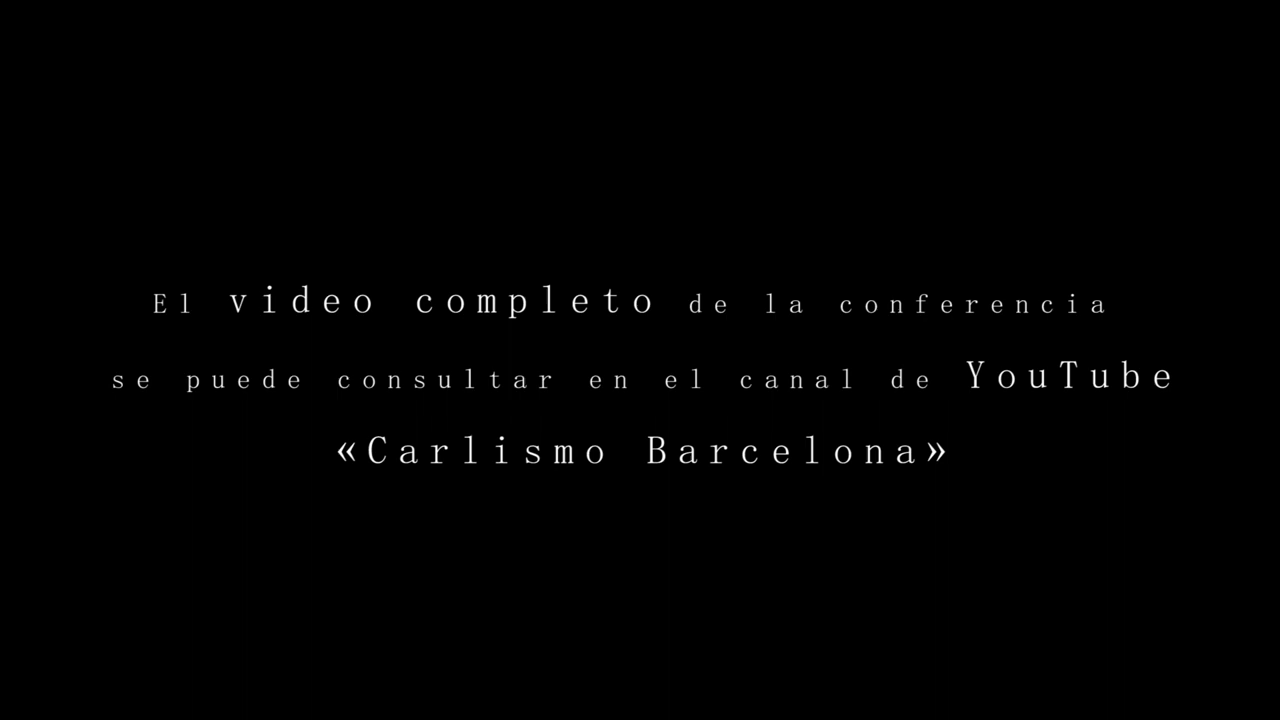 El video completo de la conferencia
se puede consultar en el canal de YouTube
«Carlismo Barcelona»